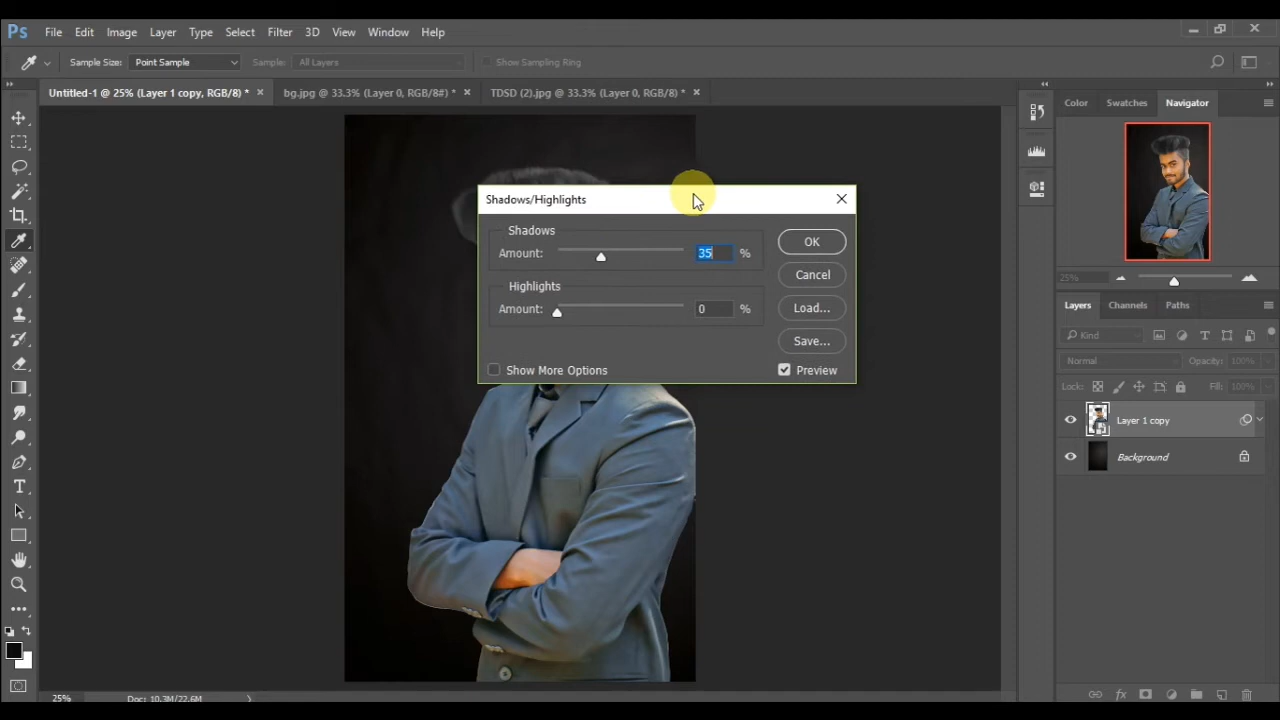 Ps File Edit Image Layer Type Select Filter 3D View Window Help
Sample Size: Point Sample Sample: All Layers Show Sampling Ring
Untitled-1 @ 25% (Layer 1 copy, RGB/8) * bg.jpg @ 33.3% (Layer 0, RGB/8#) * TDSD (2).jpg @ 33.3% (Layer 0, RGB/8) *
Color Swatches Navigator
Shadows/Highlights
Shadows
Amount: 35 %
OK
Cancel
Highlights
Amount: 0 %
Load...
Save...
Show More Options
Preview
25%
Layers Channels Paths
Kind
Normal Opacity: 100%
Lock: Fill: 100%
Layer 1 copy
Background
25% Doc: 10.3M/22.6M